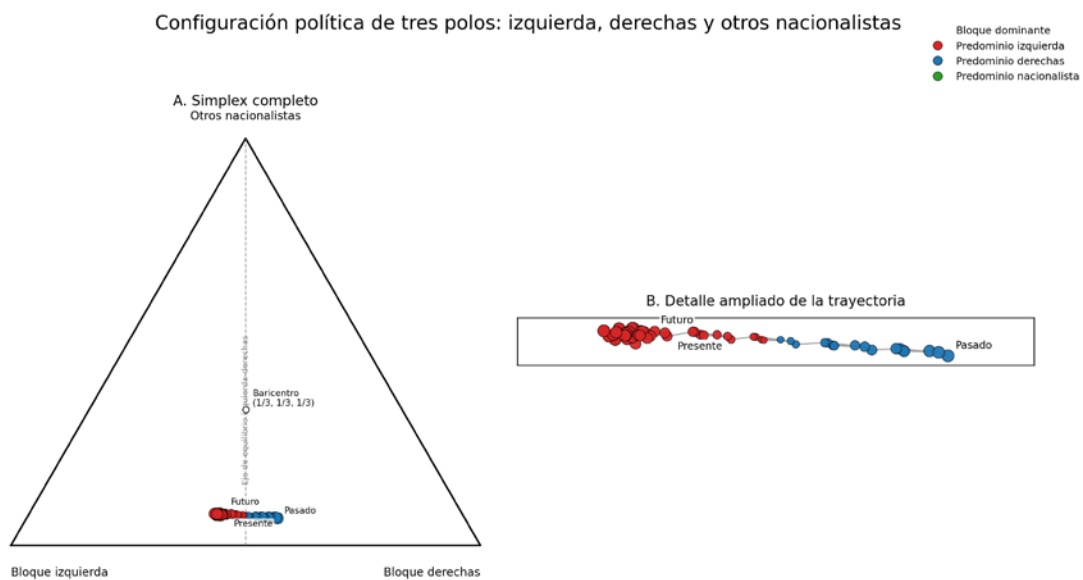 Configuración política de tres polos: izquierda, derechas y otros nacionalistas
Bloque dominante
Predominio izquierda
Predominio derechas
Predominio nacionalista
A. Simplex completo
Otros nacionalistas
Eje de equilibrio izquierda-derechas
Baricentro
(1/3, 1/3, 1/3)
Futuro
Pasado
Presente
Bloque izquierda
Bloque derechas
B. Detalle ampliado de la trayectoria
Futuro
Presente
Pasado